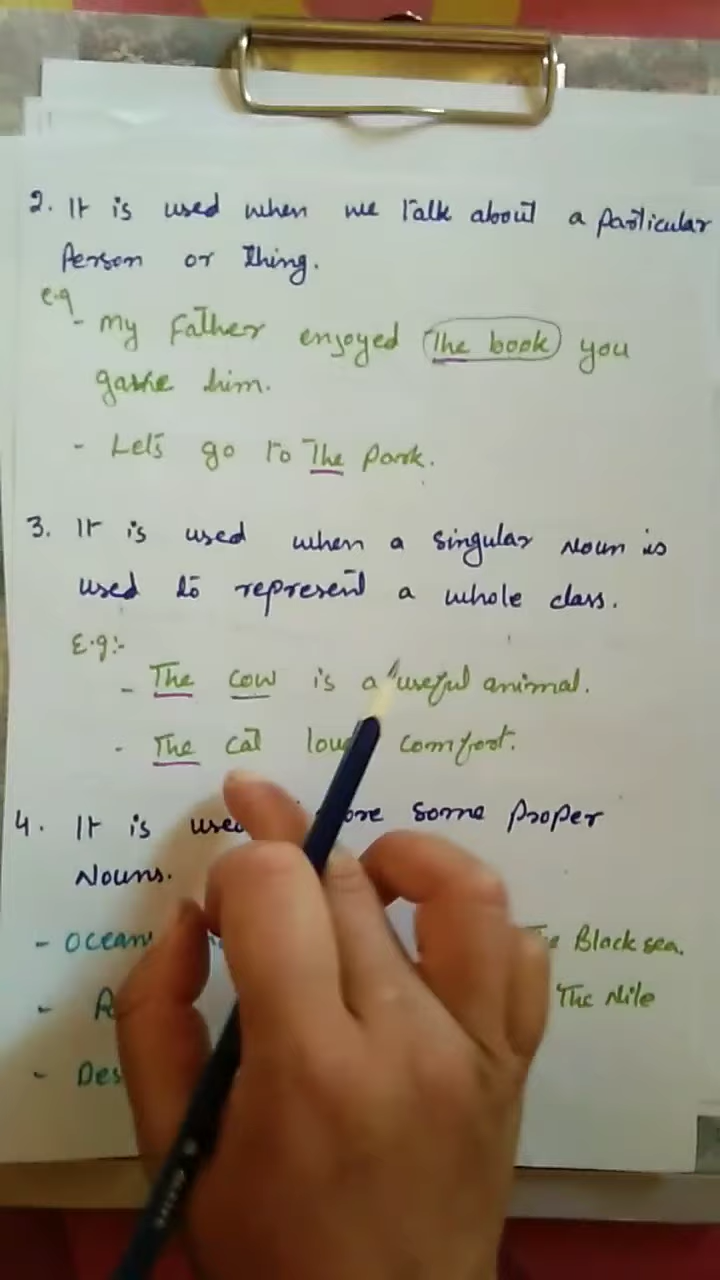 2. It is used when we talk about a particular
person or thing.
e.g
- My Father enjoyed the book you
gave him.
- Let's go to The Park.
3. It is used when a singular Noun is
used to represent a whole class.
E.g:-
- The cow is a useful animal.
- The cat comfort.
4. It is some proper
Nouns.
- Black sea.
- The Nile
-